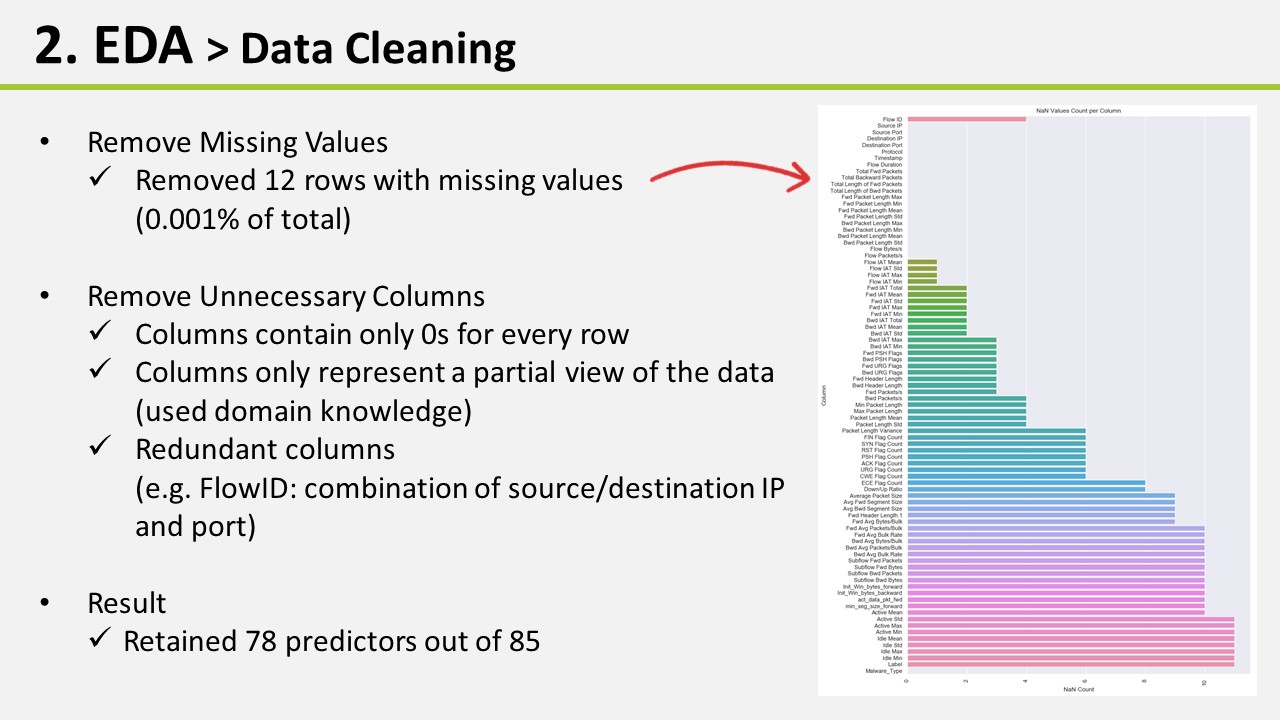 2. EDA > Data Cleaning
• Remove Missing Values
✓ Removed 12 rows with missing values
(0.001% of total)
• Remove Unnecessary Columns
✓ Columns contain only 0s for every row
✓ Columns only represent a partial view of the data
(used domain knowledge)
✓ Redundant columns
(e.g. FlowID: combination of source/destination IP
and port)
• Result
✓ Retained 78 predictors out of 85
NaN Values Count per Column
Flow ID
Source IP
Source Port
Destination IP
Destination Port
Protocol
Timestamp
Flow Duration
Total Fwd Packets
Total Backward Packets
Total Length of Fwd Packets
Total Length of Bwd Packets
Fwd Packet Length Max
Fwd Packet Length Min
Fwd Packet Length Mean
Fwd Packet Length Std
Bwd Packet Length Max
Bwd Packet Length Min
Bwd Packet Length Mean
Bwd Packet Length Std
Flow Bytes/s
Flow Packets/s
Flow IAT Mean
Flow IAT Std
Flow IAT Max
Flow IAT Min
Fwd IAT Total
Fwd IAT Mean
Fwd IAT Std
Fwd IAT Max
Fwd IAT Min
Bwd IAT Total
Bwd IAT Mean
Bwd IAT Std
Bwd IAT Max
Bwd IAT Min
Fwd PSH Flags
Bwd PSH Flags
Fwd URG Flags
Bwd URG Flags
Fwd Header Length
Bwd Header Length
Fwd Packets/s
Bwd Packets/s
Min Packet Length
Max Packet Length
Packet Length Mean
Packet Length Std
Packet Length Variance
FIN Flag Count
SYN Flag Count
RST Flag Count
PSH Flag Count
ACK Flag Count
URG Flag Count
CWE Flag Count
ECE Flag Count
Down/Up Ratio
Average Packet Size
Avg Fwd Segment Size
Avg Bwd Segment Size
Fwd Header Length.1
Fwd Avg Bytes/Bulk
Fwd Avg Packets/Bulk
Fwd Avg Bulk Rate
Bwd Avg Bytes/Bulk
Bwd Avg Packets/Bulk
Bwd Avg Bulk Rate
Subflow Fwd Packets
Subflow Fwd Bytes
Subflow Bwd Packets
Subflow Bwd Bytes
Init_Win_bytes_forward
Init_Win_bytes_backward
act_data_pkt_fwd
min_seg_size_forward
Active Mean
Active Std
Active Max
Active Min
Idle Mean
Idle Std
Idle Max
Idle Min
Label
Malware_Type
Column
0 2 4 6 8 10
NaN Count